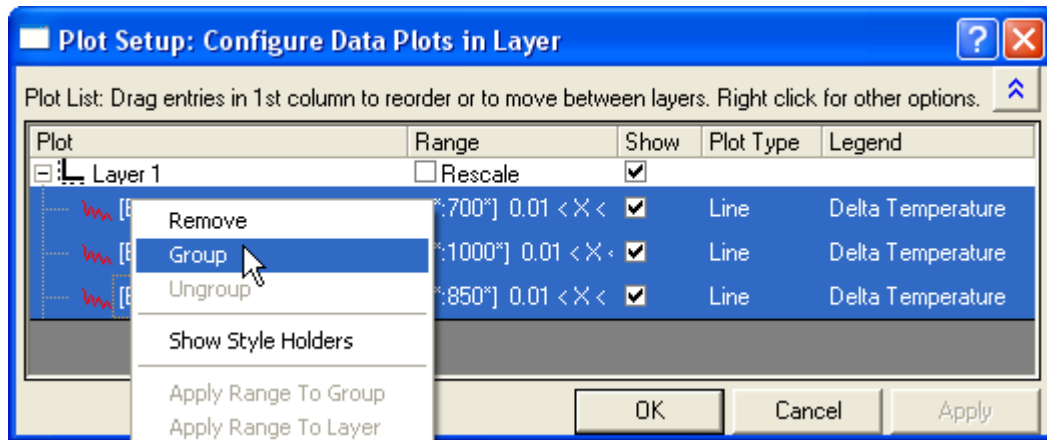 Plot Setup: Configure Data Plots in Layer
Plot List: Drag entries in 1st column to reorder or to move between layers. Right click for other options.
Plot Range Show Plot Type Legend
Layer 1 Rescale
[ *:700*] 0.01 < X < Line Delta Temperature
[ *:1000*] 0.01 < X < Line Delta Temperature
[ *:850*] 0.01 < X < Line Delta Temperature
Remove
Group
Ungroup
Show Style Holders
Apply Range To Group
Apply Range To Layer
OK Cancel Apply